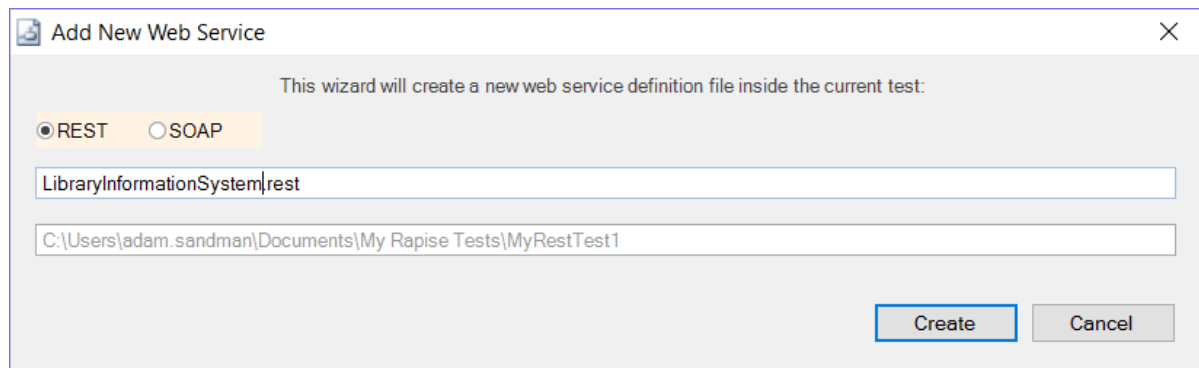 Add New Web Service
This wizard will create a new web service definition file inside the current test:
REST SOAP
LibraryInformationSystem.rest
C:\Users\adam.sandman\Documents\My Rapise Tests\MyRestTest1
Create Cancel